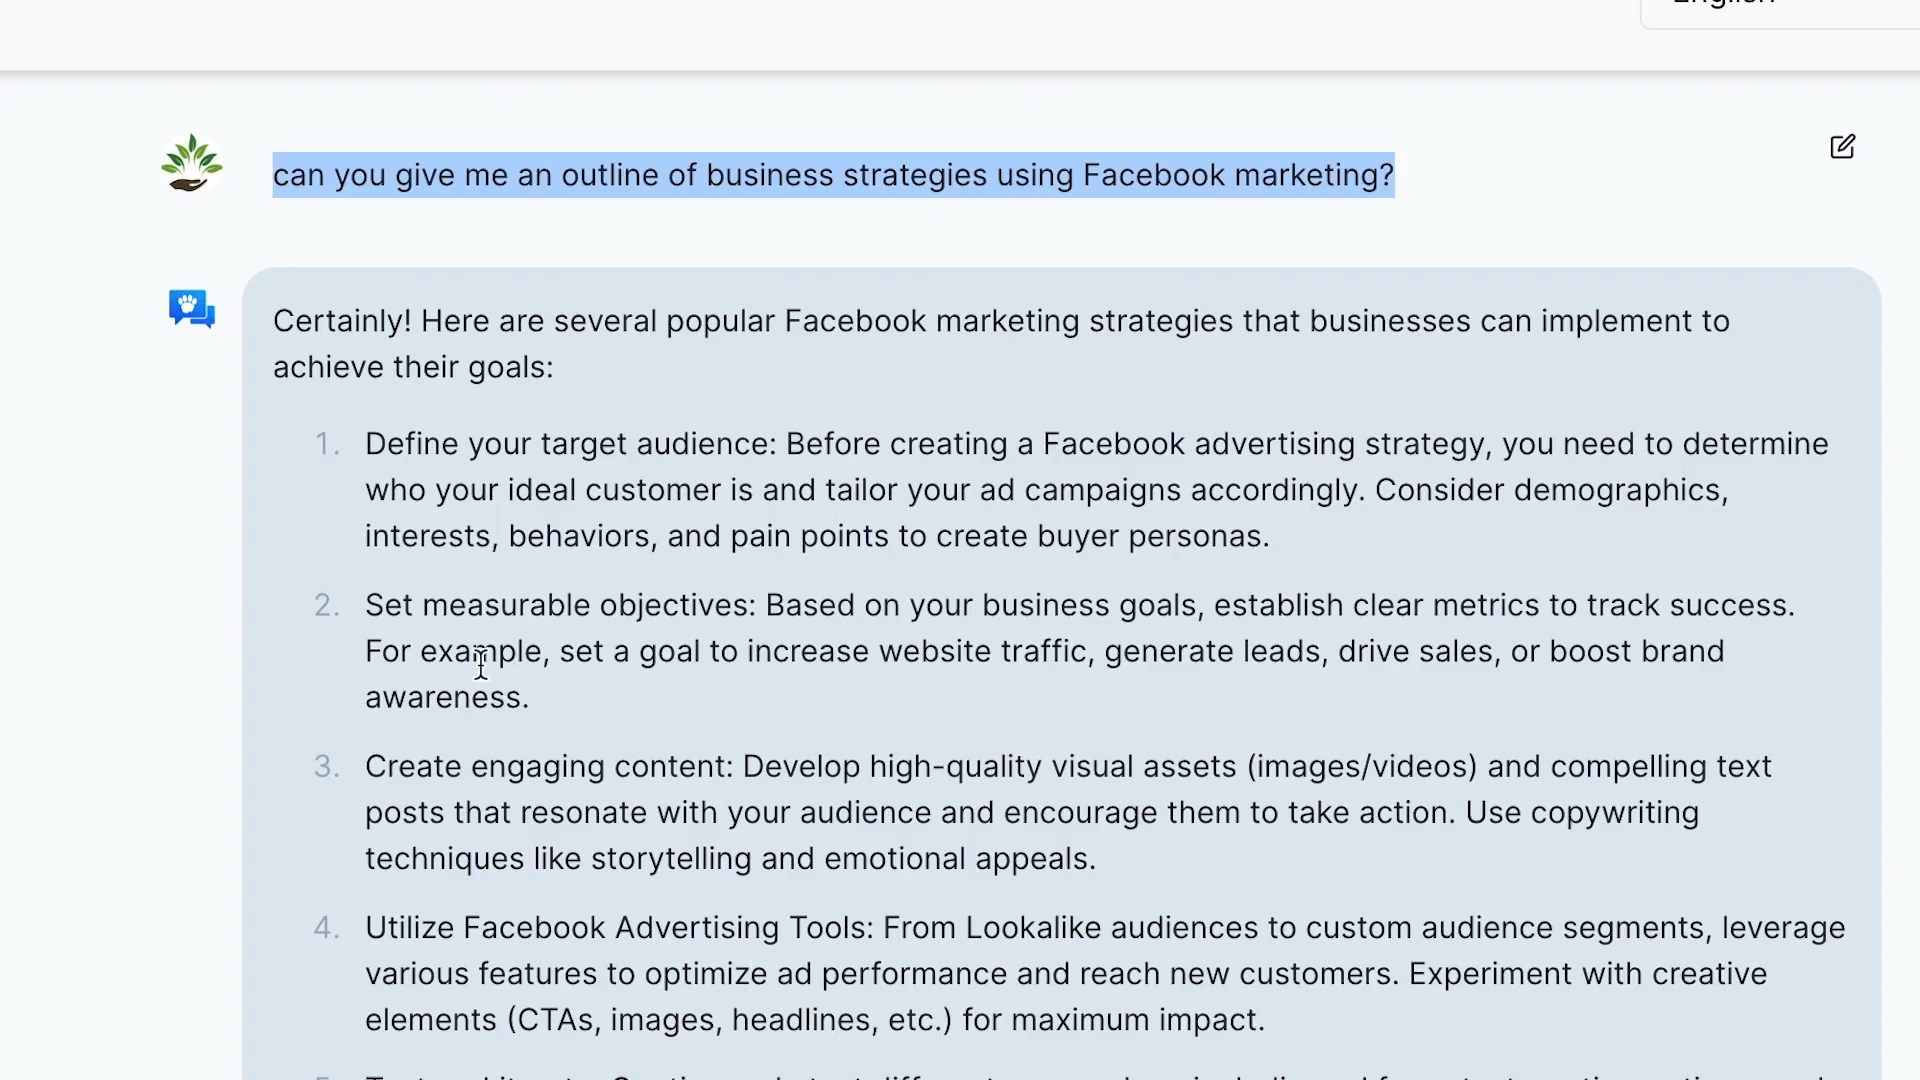 English
can you give me an outline of business strategies using Facebook marketing?
Certainly! Here are several popular Facebook marketing strategies that businesses can implement to
achieve their goals:
1. Define your target audience: Before creating a Facebook advertising strategy, you need to determine
who your ideal customer is and tailor your ad campaigns accordingly. Consider demographics,
interests, behaviors, and pain points to create buyer personas.
2. Set measurable objectives: Based on your business goals, establish clear metrics to track success.
For example, set a goal to increase website traffic, generate leads, drive sales, or boost brand
awareness.
3. Create engaging content: Develop high-quality visual assets (images/videos) and compelling text
posts that resonate with your audience and encourage them to take action. Use copywriting
techniques like storytelling and emotional appeals.
4. Utilize Facebook Advertising Tools: From Lookalike audiences to custom audience segments, leverage
various features to optimize ad performance and reach new customers. Experiment with creative
elements (CTAs, images, headlines, etc.) for maximum impact.